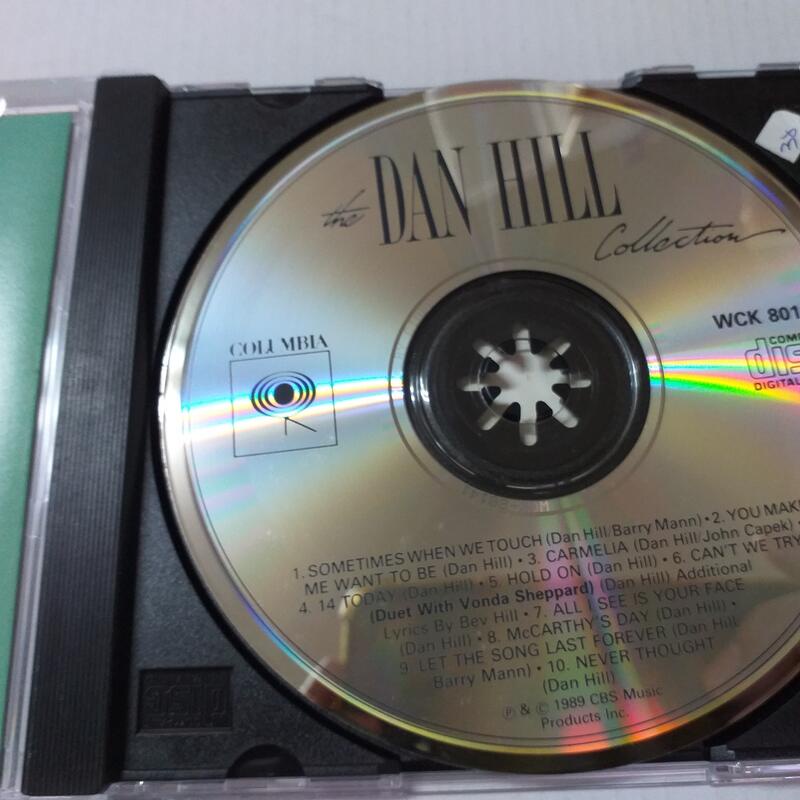 the DAN HILL
Collection
COLUMBIA
WCK 801
COMP
dis
DIGITAL
1. SOMETIMES WHEN WE TOUCH (Dan Hill/Barry Mann) • 2. YOU MAKE
ME WANT TO BE (Dan Hill) • 3. CARMELIA (Dan Hill/John Capek) •
4. 14 TODAY (Dan Hill) • 5. HOLD ON (Dan Hill) • 6. CAN'T WE TRY
(Duet With Vonda Sheppard) (Dan Hill) Additional
Lyrics By Bev Hill • 7. ALL I SEE IS YOUR FACE
(Dan Hill) • 8. McCARTHY'S DAY (Dan Hill) •
9. LET THE SONG LAST FOREVER (Dan Hill
Barry Mann) • 10. NEVER THOUGHT
(Dan Hill)
℗ & © 1989 CBS Music
Products Inc.